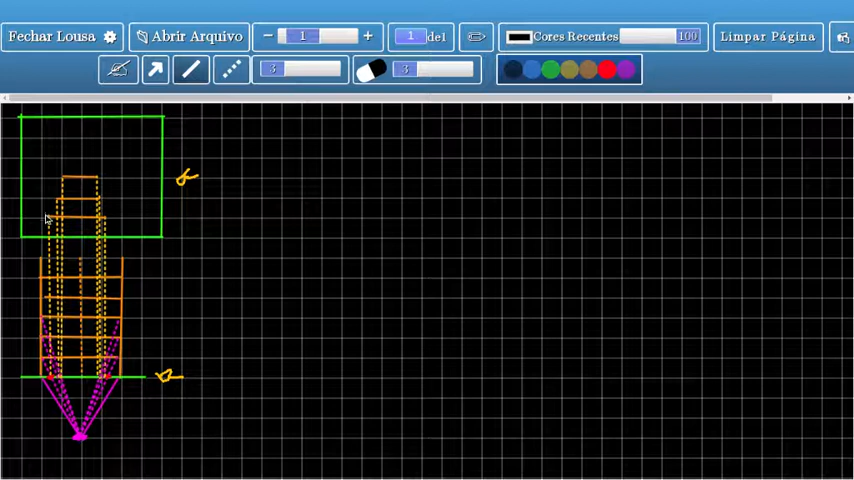 Fechar Lousa
Abrir Arquivo
1
1 de1
Cores Recentes
100
Limpar Página
3
3